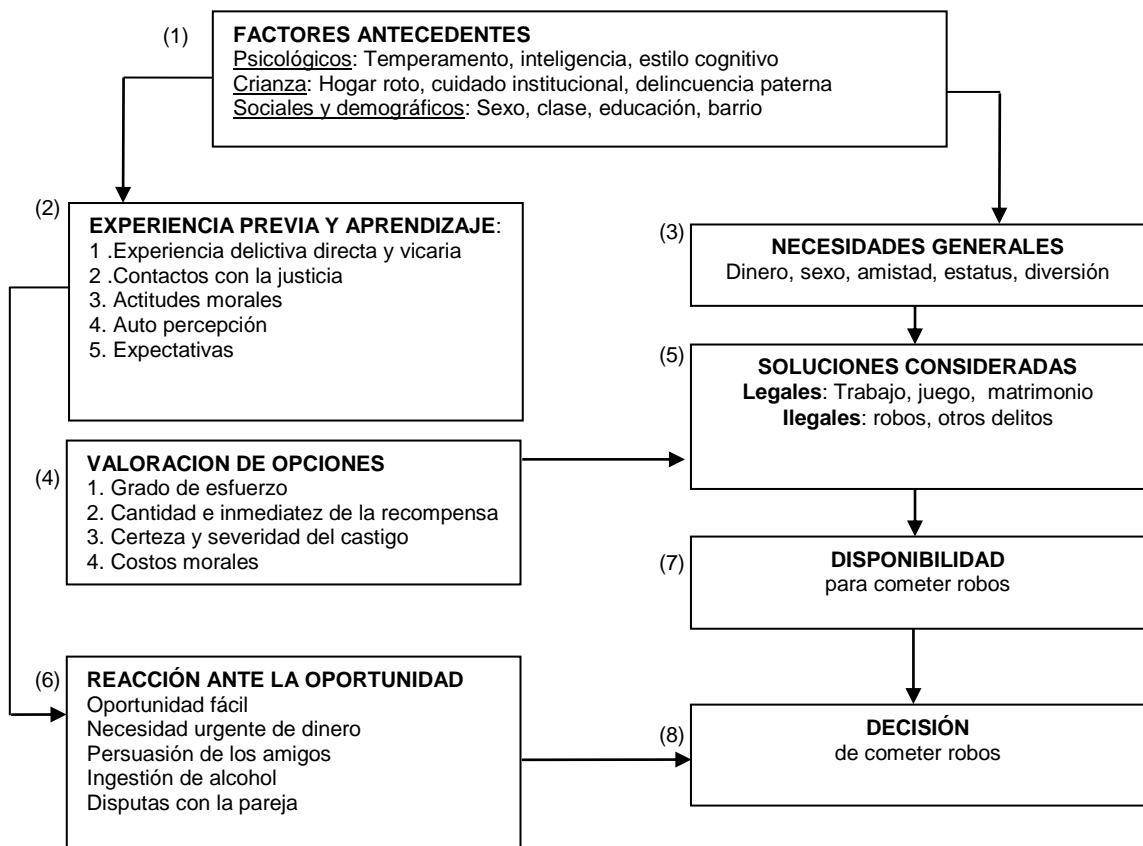 (1)
FACTORES ANTECEDENTES
Psicológicos: Temperamento, inteligencia, estilo cognitivo
Crianza: Hogar roto, cuidado institucional, delincuencia paterna
Sociales y demográficos: Sexo, clase, educación, barrio
(2)
EXPERIENCIA PREVIA Y APRENDIZAJE:
1 .Experiencia delictiva directa y vicaria
2 .Contactos con la justicia
3. Actitudes morales
4. Auto percepción
5. Expectativas
(3)
NECESIDADES GENERALES
Dinero, sexo, amistad, estatus, diversión
(4)
VALORACION DE OPCIONES
1. Grado de esfuerzo
2. Cantidad e inmediatez de la recompensa
3. Certeza y severidad del castigo
4. Costos morales
(5)
SOLUCIONES CONSIDERADAS
Legales: Trabajo, juego, matrimonio
Ilegales: robos, otros delitos
(6)
REACCIÓN ANTE LA OPORTUNIDAD
Oportunidad fácil
Necesidad urgente de dinero
Persuasión de los amigos
Ingestión de alcohol
Disputas con la pareja
(7)
DISPONIBILIDAD
para cometer robos
(8)
DECISIÓN
de cometer robos